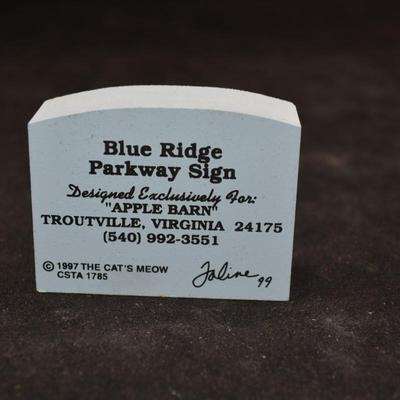 Blue Ridge
Parkway Sign
Designed Exclusively For:
"APPLE BARN"
TROUTVILLE, VIRGINIA 24175
(540) 992-3551
© 1997 THE CAT'S MEOW
CSTA 1785
Faline 99